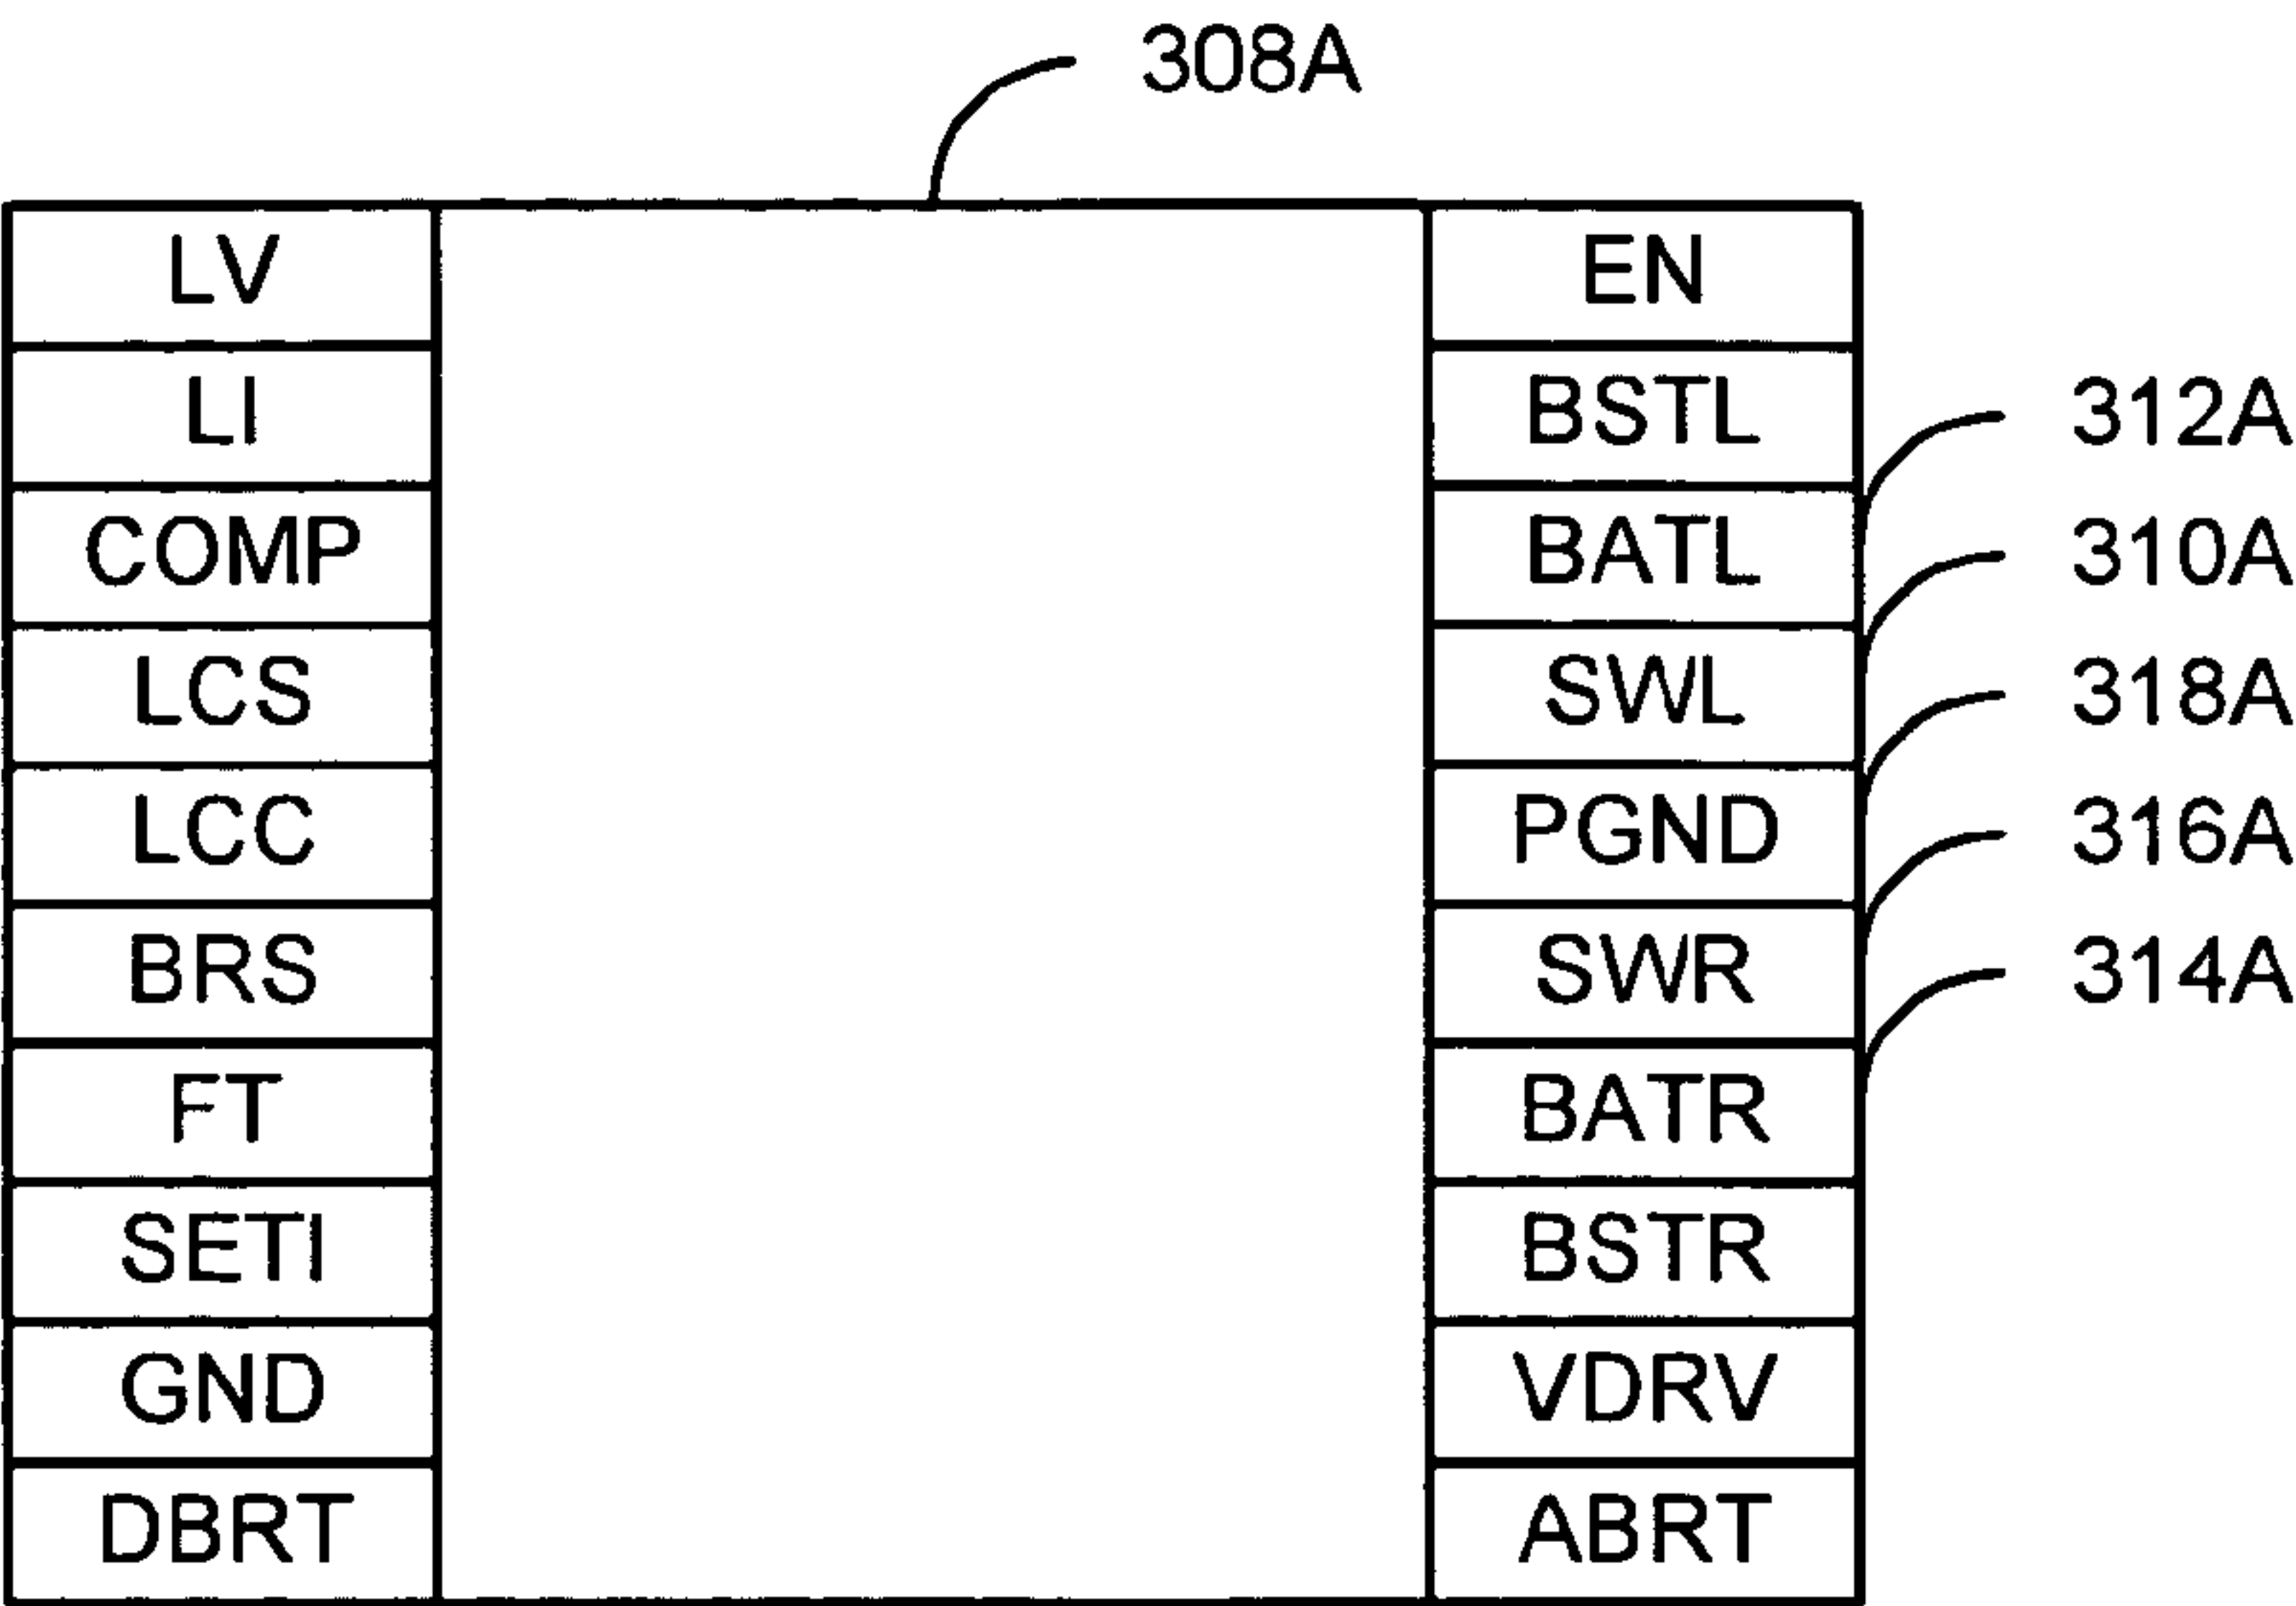 308A
LV
EN
LI
BSTL
312A
COMP
BATL
310A
LCS
SWL
318A
LCC
PGND
316A
BRS
SWR
314A
FT
BATR
SETI
BSTR
GND
VDRV
DBRT
ABRT